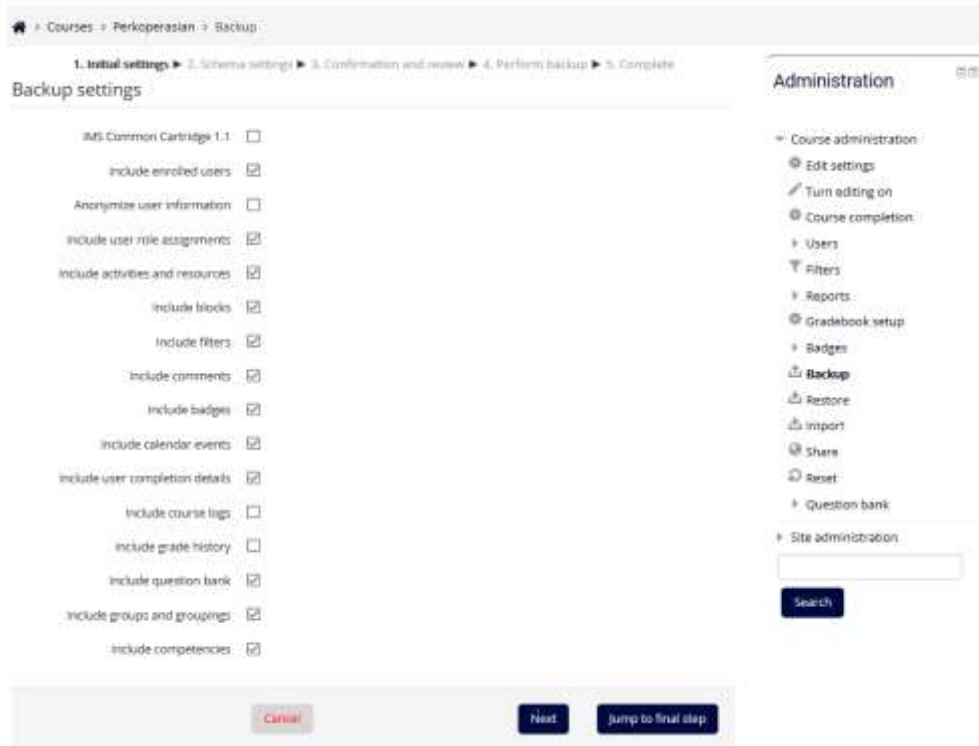 Courses Perkoperasian Backup
1. Initial settings ► 2. Schema settings ► 3. Confirmation and review ► 4. Perform backup ► 5. Complete
Backup settings
IMS Common Cartridge 1.1
Include enrolled users
Anonymize user information
Include user role assignments
Include activities and resources
Include blocks
Include filters
Include comments
Include badges
Include calendar events
Include user completion details
Include course logs
Include grade history
Include question bank
Include groups and groupings
Include competencies
Cancel
Next
Jump to final step
Administration
Course administration
Edit settings
Turn editing on
Course completion
Users
Filters
Reports
Gradebook setup
Badges
Backup
Restore
Import
Share
Reset
Question bank
Site administration
Search